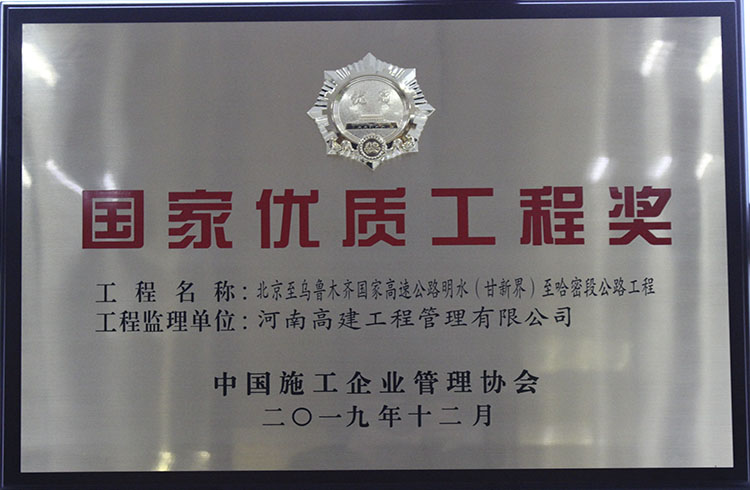 国家优质工程奖
工程名称：北京至乌鲁木齐国家高速公路明水（甘新界）至哈密段公路工程
工程监理单位：河南高建工程管理有限公司
中国施工企业管理协会
二〇一九年十二月